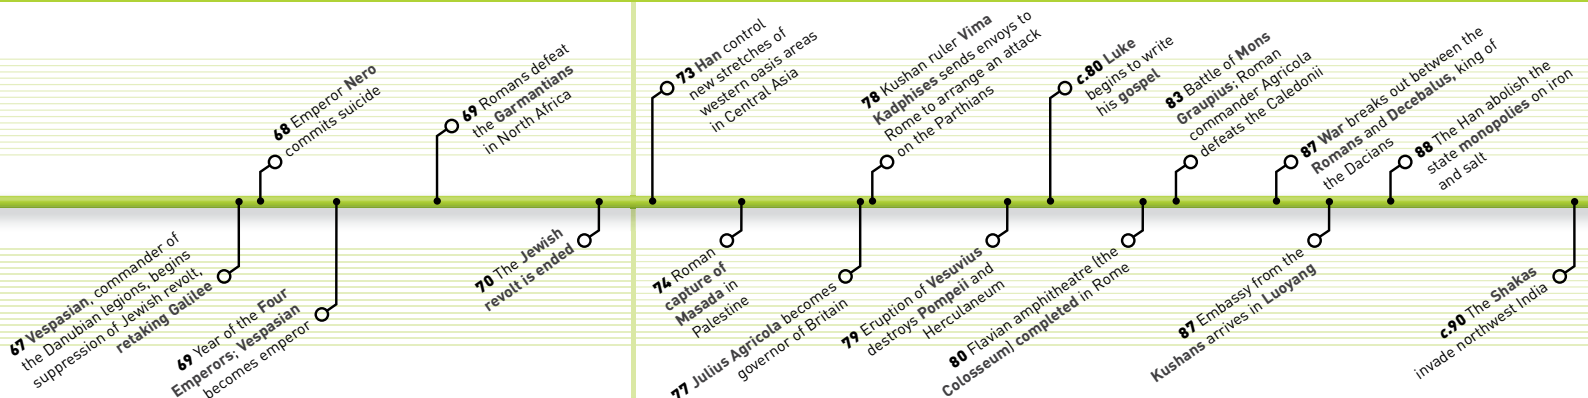 67 Vespasian, commander of
the Danubian legions, begins
suppression of Jewish revolt,
retaking Galilee
68 Emperor Nero
commits suicide
69 Year of the Four
Emperors; Vespasian
becomes emperor
69 Romans defeat
the Garmantians
in North Africa
70 The Jewish
revolt is ended
73 Han control
new stretches of
western oasis areas
in Central Asia
74 Roman
capture of
Masada in
Palestine
77 Julius Agricola becomes
governor of Britain
78 Kushan ruler Vima
Kadphises sends envoys to
Rome to arrange an attack
on the Parthians
79 Eruption of Vesuvius
destroys Pompeii and
Herculaneum
c.80 Luke
begins to write
his gospel
80 Flavian amphitheatre (the
Colosseum) completed in Rome
83 Battle of Mons
Graupius; Roman
commander Agricola
defeats the Caledonii
87 War breaks out between the
Romans and Decebalus, king of
the Dacians
87 Embassy from the
Kushans arrives in Luoyang
88 The Han abolish the
state monopolies on iron
and salt
c.90 The Shakas
invade northwest India